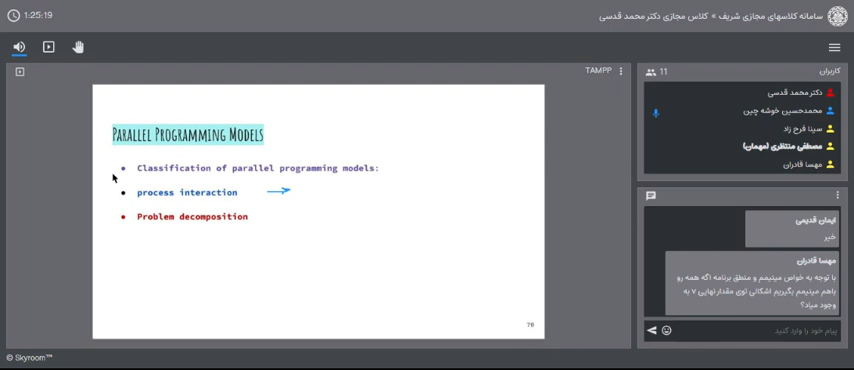 1:25:19
سامانه کلاسهای مجازی شریف » کلاس مجازی دکتر محمد قدسی
TAMPP
PARALLEL PROGRAMMING MODELS
Classification of parallel programming models:
process interaction
Problem decomposition
70
کاربران
11
دکتر محمد قدسی
محمدحسین خوشه چین
سینا فرح زاد
مصطفی منتظری (مهمان)
مهسا قادران
ایمان قدیمی
خیر
مهسا قادران
با توجه به خواص مینیمم و منطق برنامه اگه همه رو
باهم مینیمم بگیریم اشکالی توی مقدار نهایی ۷ به
وجود میاد؟
پیام خود را وارد کنید
© Skyroom™